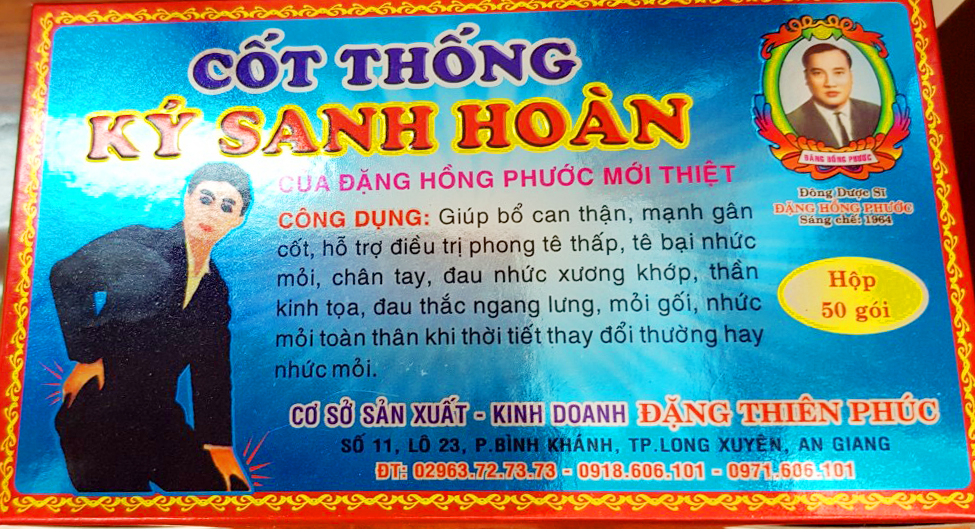 CỐT THỐNG
KÝ SANH HOÀN
CỦA ĐẶNG HỒNG PHƯỚC MỚI THIỆT
CÔNG DỤNG: Giúp bổ can thận, mạnh gân
cốt, hỗ trợ điều trị phong tê thấp, tê bại nhức
mỏi, chân tay, đau nhức xương khớp, thần
kinh tọa, đau thắc ngang lưng, mỏi gối, nhức
mỏi toàn thân khi thời tiết thay đổi thường hay
nhức mỏi.
ĐẶNG HỒNG PHƯỚC
Đông Dược Sĩ
ĐẶNG HỒNG PHƯỚC
Sáng chế: 1964
Hộp
50 gói
CƠ SỞ SẢN XUẤT - KINH DOANH ĐẶNG THIÊN PHÚC
SỐ 11, LÔ 23, P.BÌNH KHÁNH, TP.LONG XUYÊN, AN GIANG
ĐT: 02963.72.73.73 - 0918.606.101 - 0971.606.101